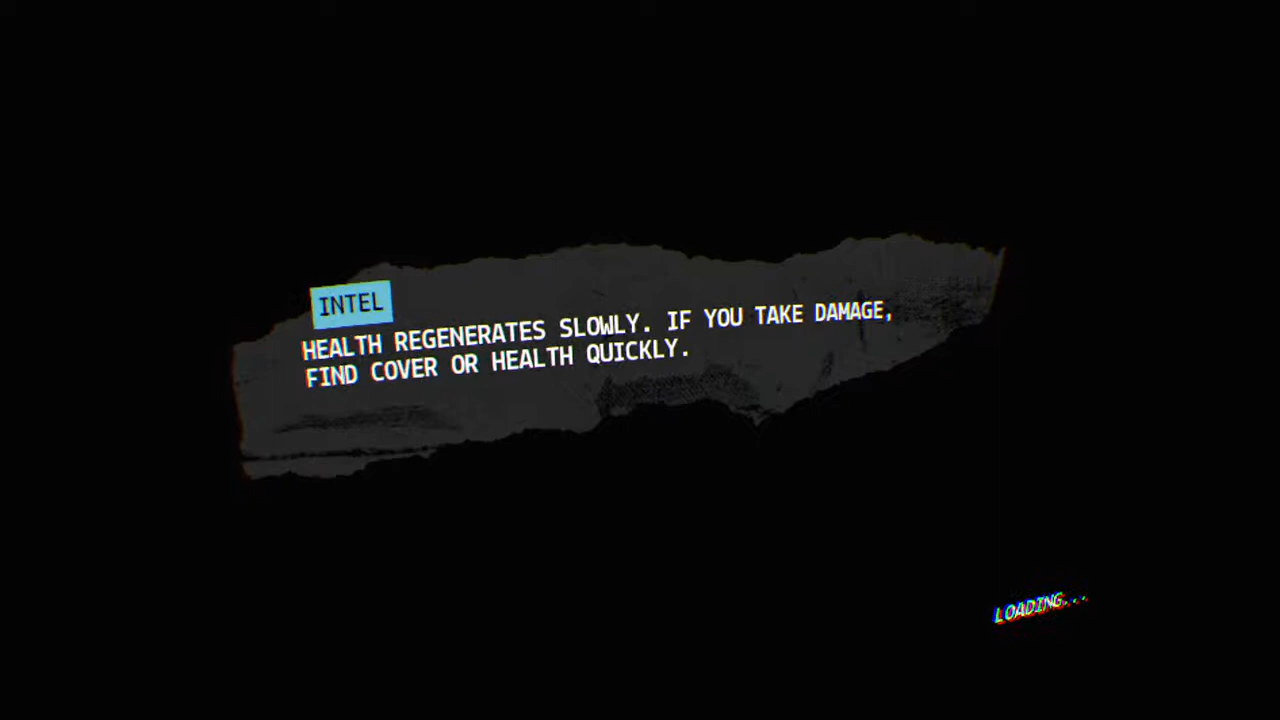 INTEL
HEALTH REGENERATES SLOWLY. IF YOU TAKE DAMAGE,
FIND COVER OR HEALTH QUICKLY.
LOADING...